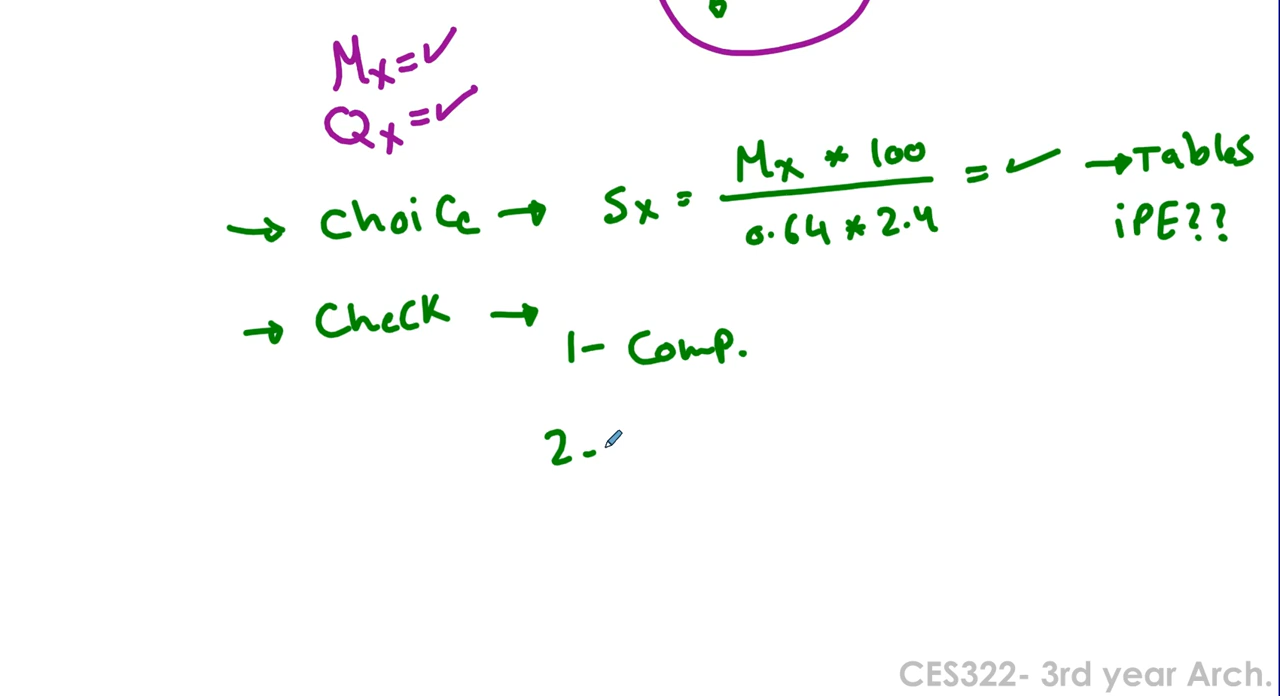 Mx=✓
Qx=✓
→ Choice → Sx = Mx * 100 / 0.64 * 2.4 = ✓ → Tables
iPE??
→ Check →
1- Comp.
2-
CES322- 3rd year Arch.